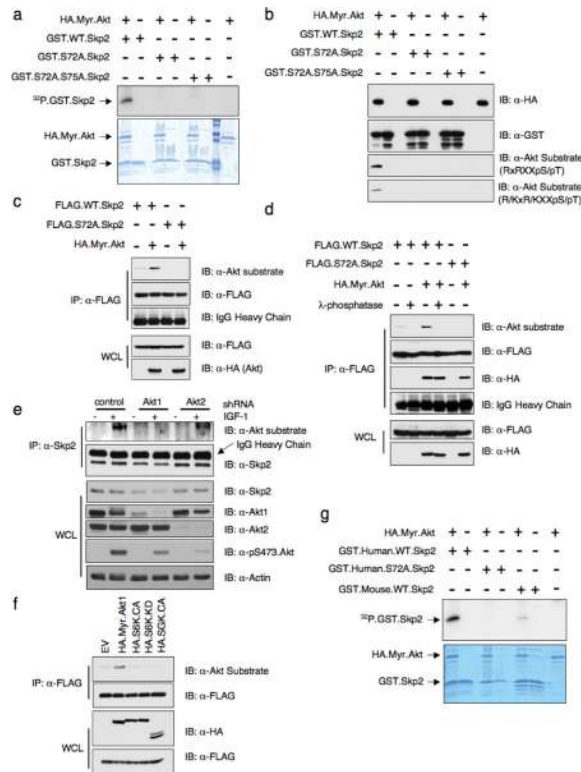 a
HA.Myr.Akt + - + - + - +
GST.WT.Skp2 + + - - - - -
GST.S72A.Skp2 - - + + - - -
GST.S72A.S75A.Skp2 - - - - + + -
³²P.GST.Skp2
HA.Myr.Akt
GST.Skp2
b
HA.Myr.Akt + - + - + - +
GST.WT.Skp2 + + - - - - -
GST.S72A.Skp2 - - + + - - -
GST.S72A.S75A.Skp2 - - - - + + -
IB: α-HA
IB: α-GST
IB: α-Akt Substrate
(RxRXXpS/pT)
IB: α-Akt Substrate
(R/KxR/KXXpS/pT)
c
FLAG.WT.Skp2 + + - -
FLAG.S72A.Skp2 - - + +
HA.Myr.Akt - + - +
IP: α-FLAG
IB: α-Akt substrate
IB: α-FLAG
IB: IgG Heavy Chain
WCL
IB: α-FLAG
IB: α-HA (Akt)
d
FLAG.WT.Skp2 + + + + - -
FLAG.S72A.Skp2 - - - - + +
HA.Myr.Akt - - + + - +
λ-phosphatase - + - + - -
IP: α-FLAG
IB: α-Akt substrate
IB: α-FLAG
IB: α-HA
IB: IgG Heavy Chain
WCL
IB: α-FLAG
IB: α-HA
e
control Akt1 Akt2 shRNA
- + - + - + IGF-1
IP: α-Skp2
IB: α-Akt substrate
IgG Heavy Chain
IB: α-Skp2
WCL
IB: α-Skp2
IB: α-Akt1
IB: α-Akt2
IB: α-pS473.Akt
IB: α-Actin
f
EV
HA.Myr.Akt1
HA.S6K.CA
HA.S6K.KD
HA.SGK.CA
IP: α-FLAG
IB: α-Akt Substrate
IB: α-FLAG
WCL
IB: α-HA
IB: α-FLAG
g
HA.Myr.Akt + - + - + - +
GST.Human.WT.Skp2 + + - - - - -
GST.Human.S72A.Skp2 - - + + - - -
GST.Mouse.WT.Skp2 - - - - + + -
³²P.GST.Skp2
HA.Myr.Akt
GST.Skp2